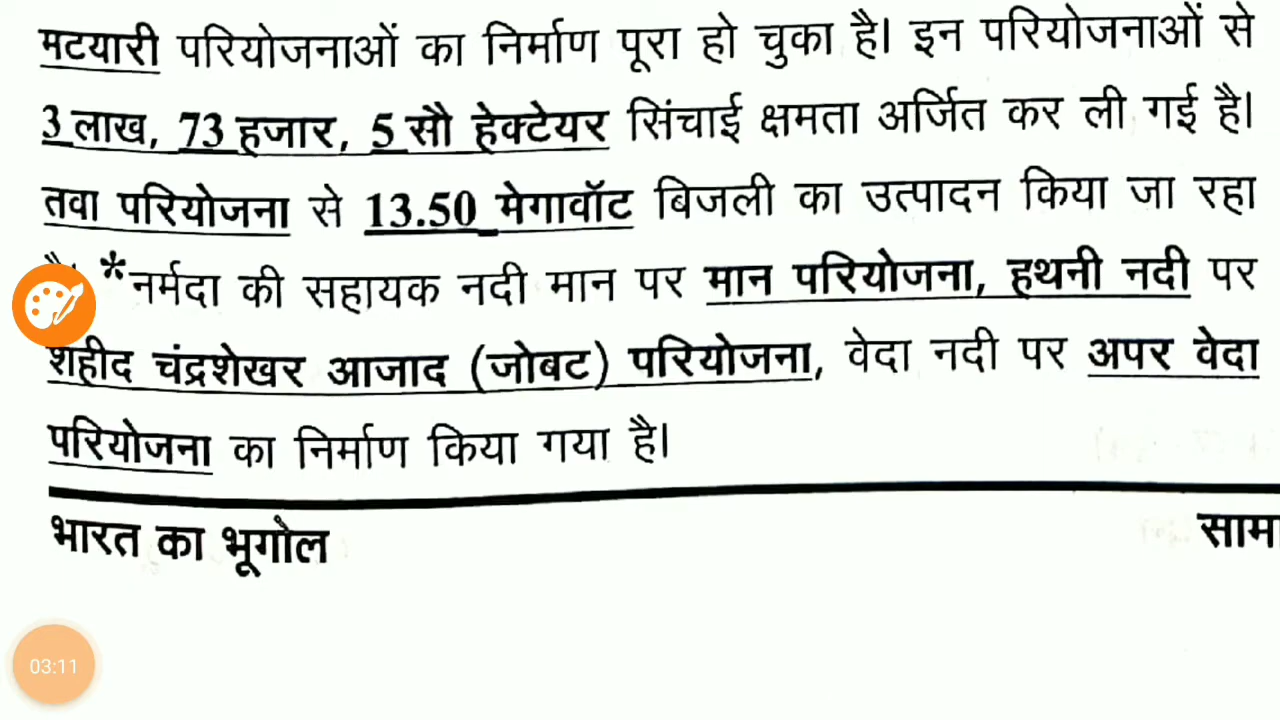 मटयारी परियोजनाओं का निर्माण पूरा हो चुका है। इन परियोजनाओं से
3 लाख, 73 हजार, 5 सौ हेक्टेयर सिंचाई क्षमता अर्जित कर ली गई है।
तवा परियोजना से 13.50 मेगावॉट बिजली का उत्पादन किया जा रहा
*नर्मदा की सहायक नदी मान पर मान परियोजना, हथनी नदी पर
शहीद चंद्रशेखर आजाद (जोबट) परियोजना, वेदा नदी पर अपर वेदा
परियोजना का निर्माण किया गया है।
भारत का भूगोल
03:11